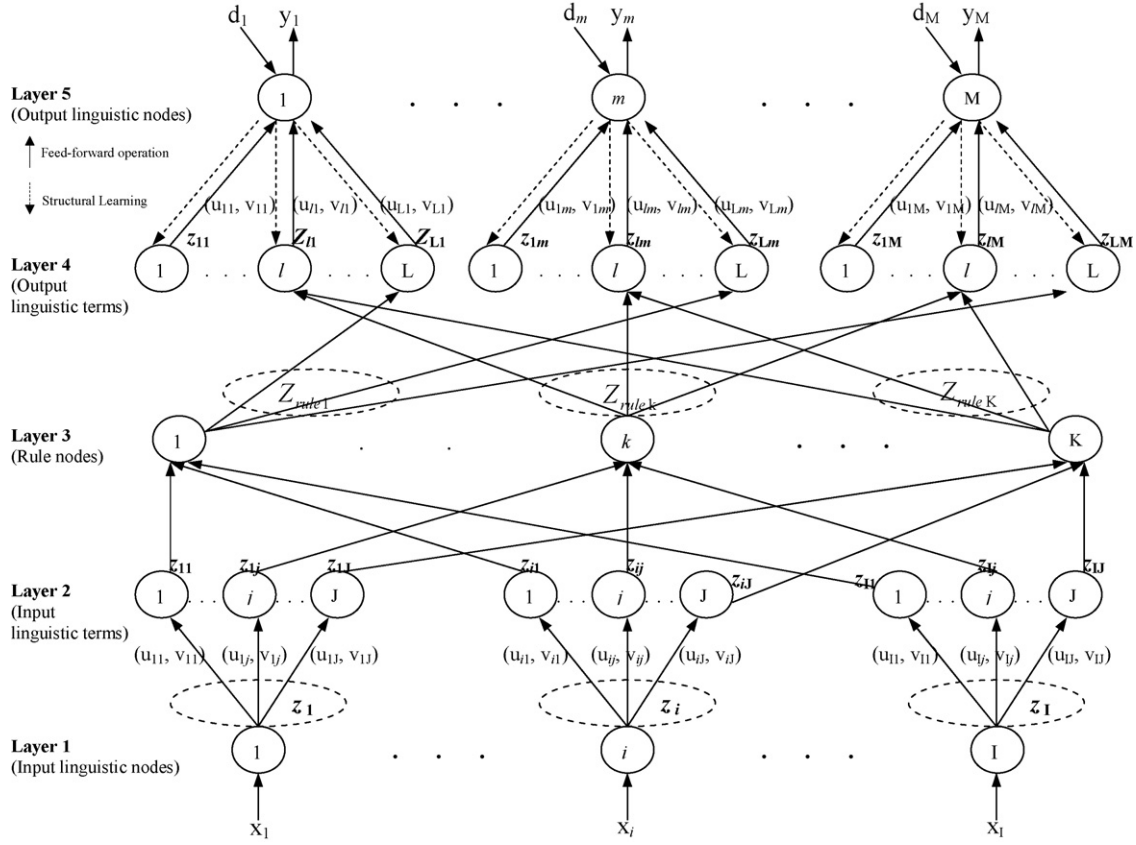 d1 y1 dm ym dM yM
Layer 5
(Output linguistic nodes)
1 . . . m . . . M
Feed-forward operation
Structural Learning
(u11, v11) (ul1, vl1) (uL1, vL1) (u1m, v1m) (ulm, vlm) (uLm, vLm) (u1M, v1M) (ulM, vlM)
z11 Zl1 ZL1 z1m zlm zLm z1M zlM zLM
Layer 4
(Output
linguistic terms)
1 . . . . l . . . . L 1 . . . . l . . . . L 1 . . . . l . . . . L
Zrule1 Zrule k Zrule K
Layer 3
(Rule nodes)
1 . . k . . . K
z11 z1j z1J zi1 zij ziJ zI1 zIj zIJ
Layer 2
(Input
linguistic terms)
1 . . . j . . . J 1 . . . j . . . J 1 . . . j . . . J
(u11, v11) (u1j, v1j) (u1J, v1J) (ui1, vi1) (uij, vij) (uiJ, viJ) (uI1, vI1) (uIj, vIj) (uIJ, vIJ)
z1 zi zI
Layer 1
(Input linguistic nodes)
1 . . . i . . . I
x1 xi xI